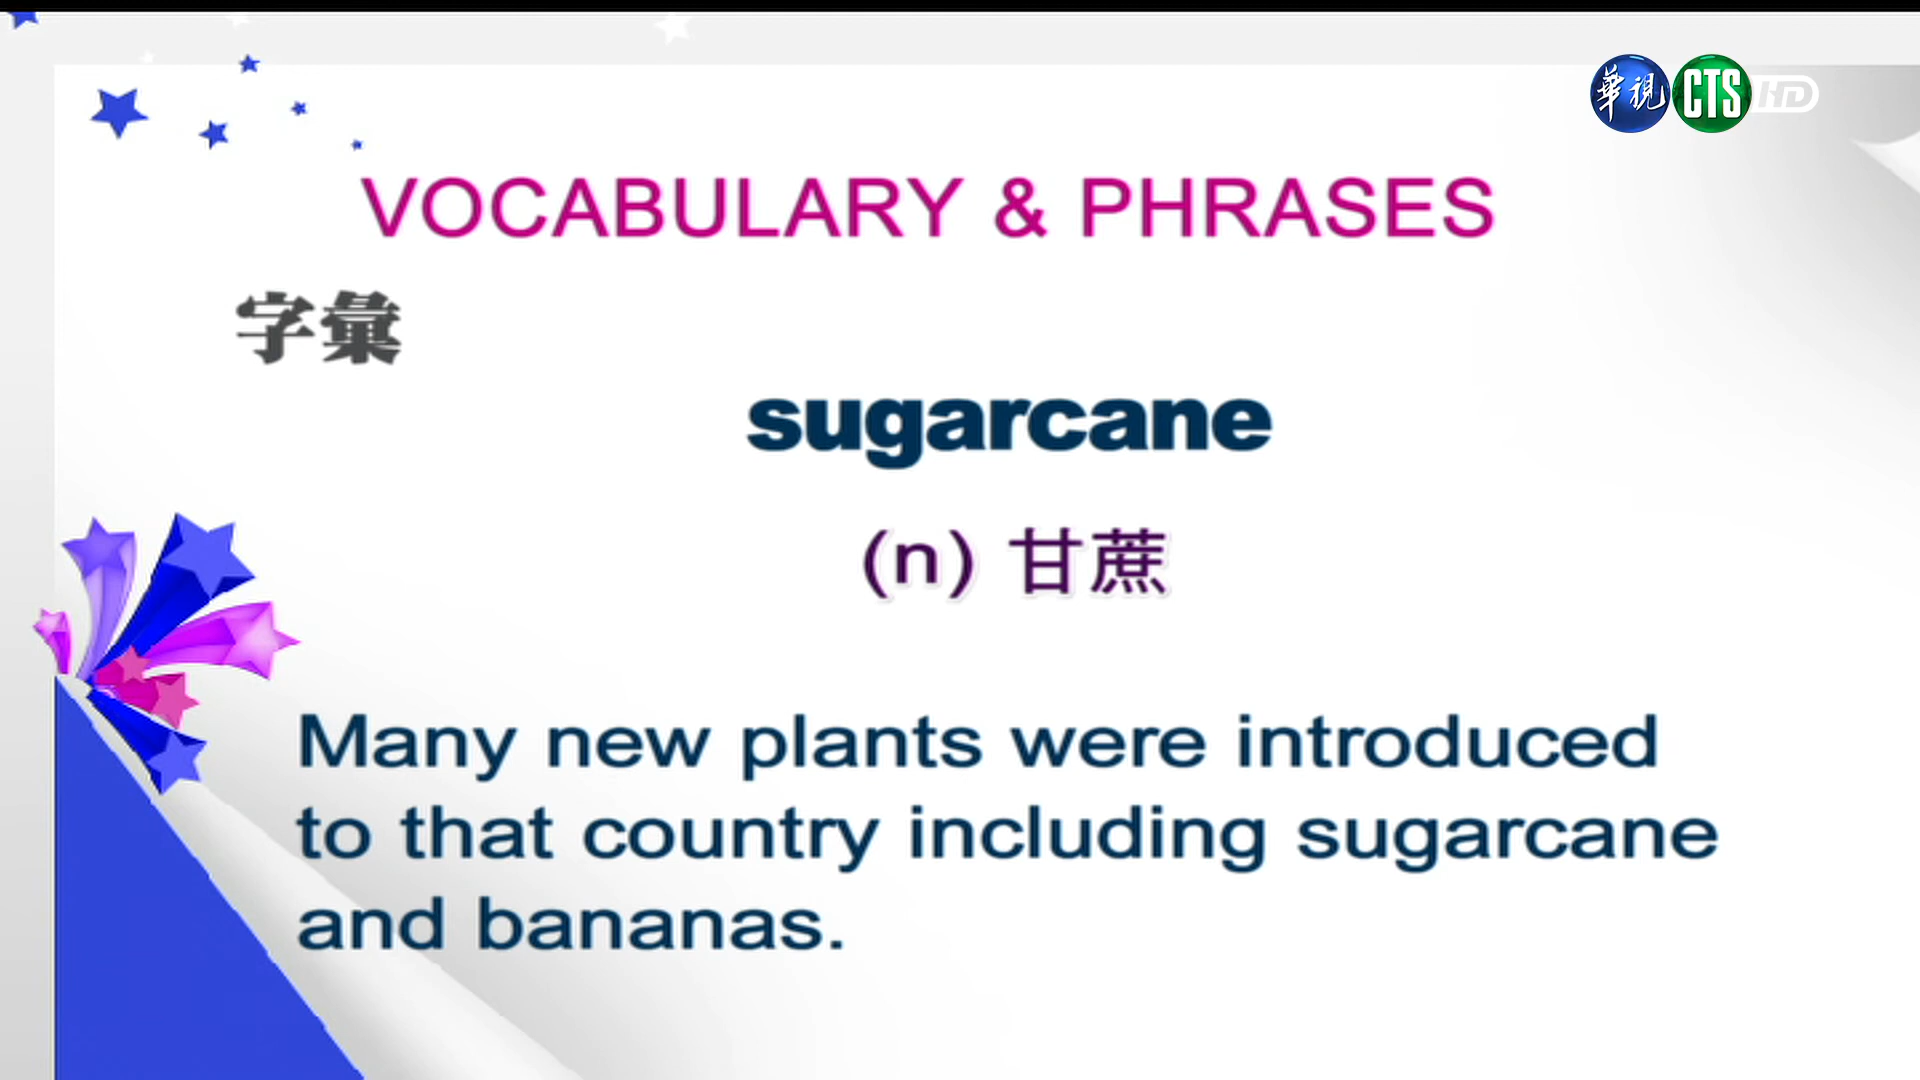 華視 CTS HD
VOCABULARY & PHRASES
字彙
sugarcane
(n) 甘蔗
Many new plants were introduced
to that country including sugarcane
and bananas.